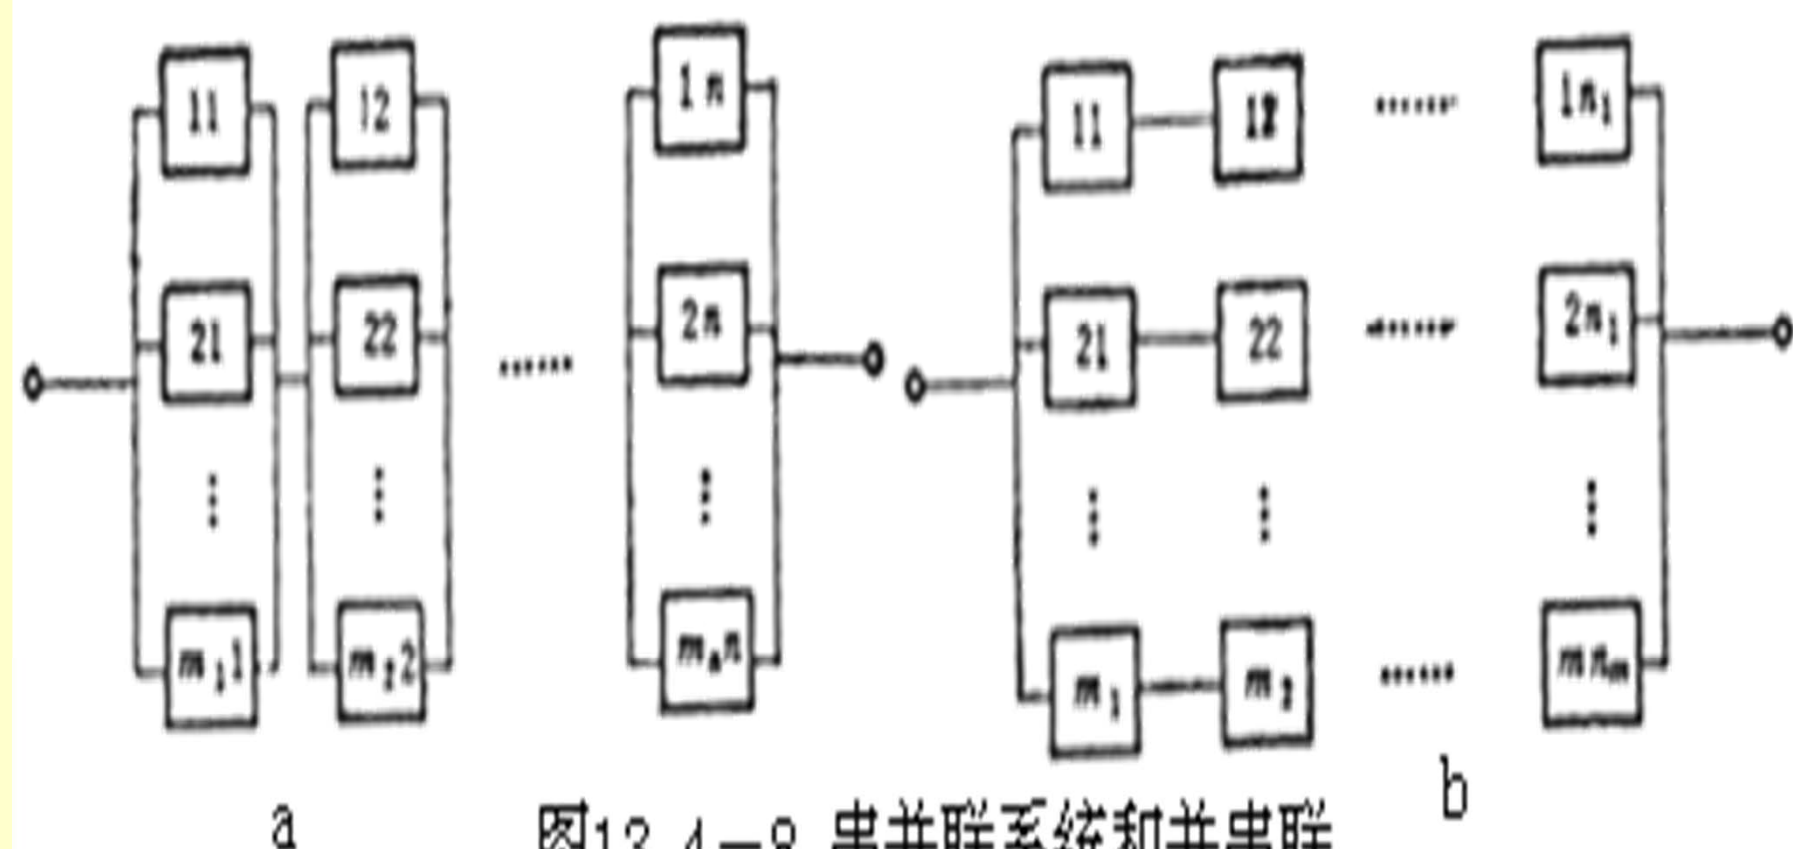 11 12 ...... 1n
21 22 ...... 2n
m₁1 m₂2 mₙn
a
11 12 ...... 1n₁
21 22 ...... 2n₁
m₁ m₂ ...... mnₘ
b
串并联系统和并串联